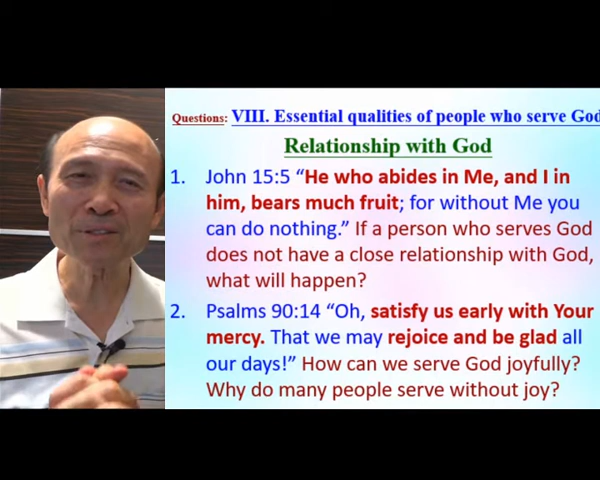 Questions: VIII. Essential qualities of people who serve God
Relationship with God
1. John 15:5 “He who abides in Me, and I in
him, bears much fruit; for without Me you
can do nothing.” If a person who serves God
does not have a close relationship with God,
what will happen?
2. Psalms 90:14 “Oh, satisfy us early with Your
mercy. That we may rejoice and be glad all
our days!” How can we serve God joyfully?
Why do many people serve without joy?